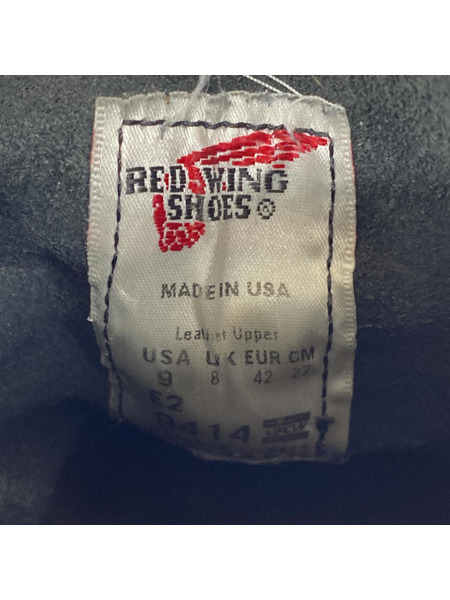 RED WING
SHOES®
MADE IN USA
Leather Upper
USA UK EUR CM
9 8 42 27
E2
9414